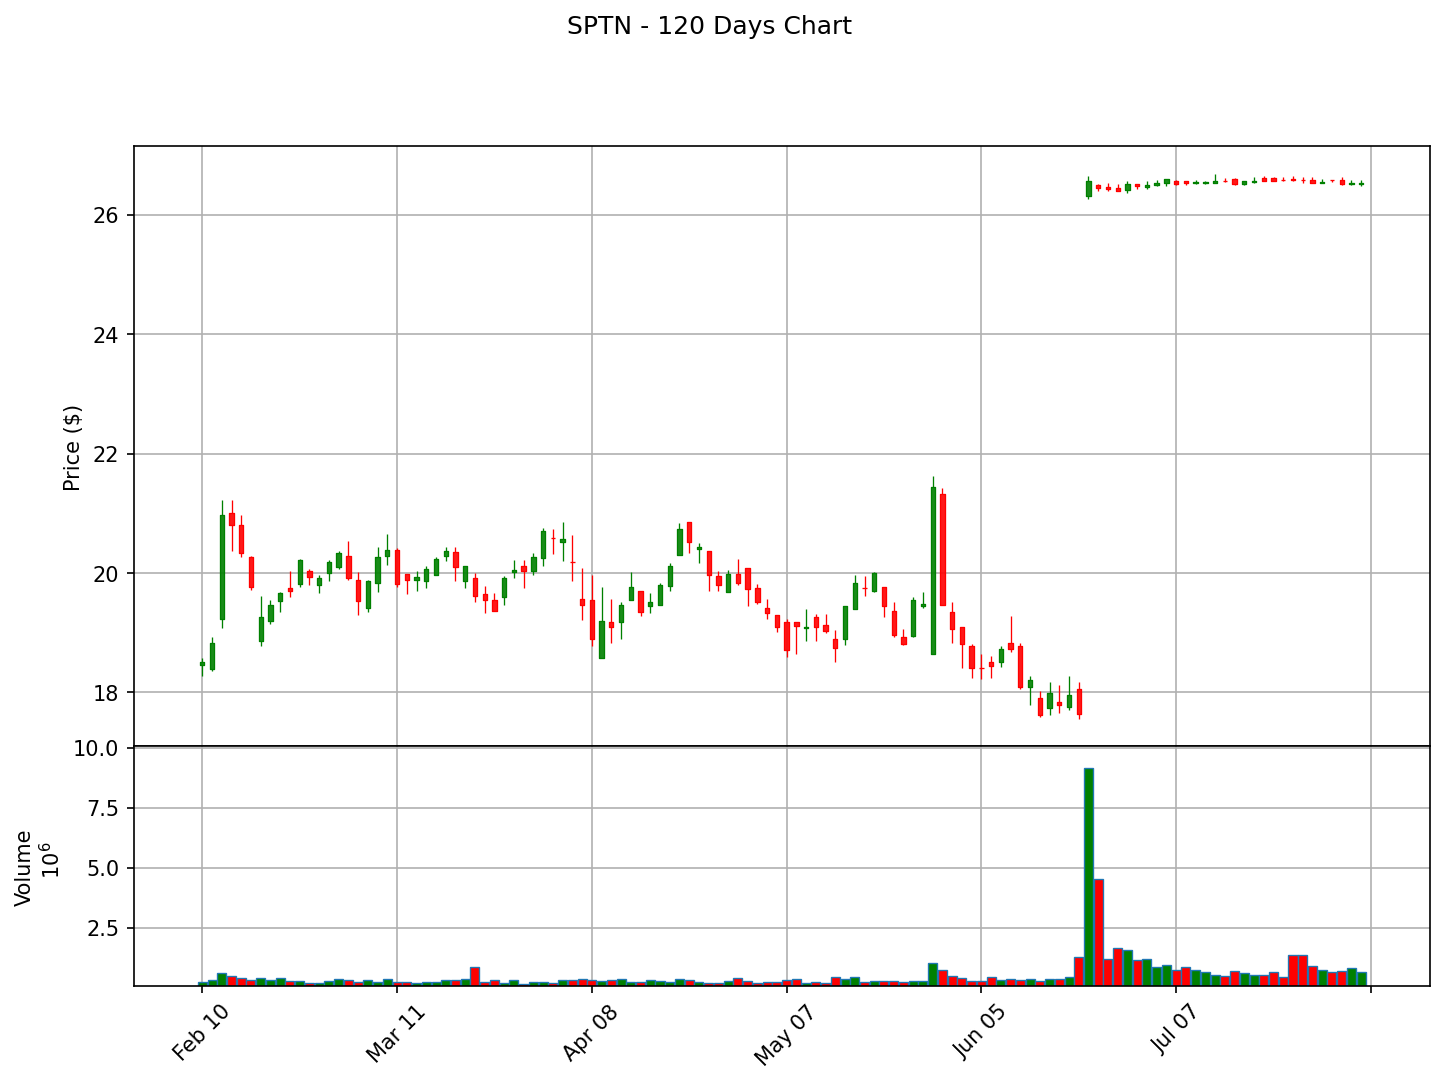 SPTN - 120 Days Chart
Price ($)
26
24
22
20
18
Volume
10^6
10.0
7.5
5.0
2.5
Feb 10
Mar 11
Apr 08
May 07
Jun 05
Jul 07